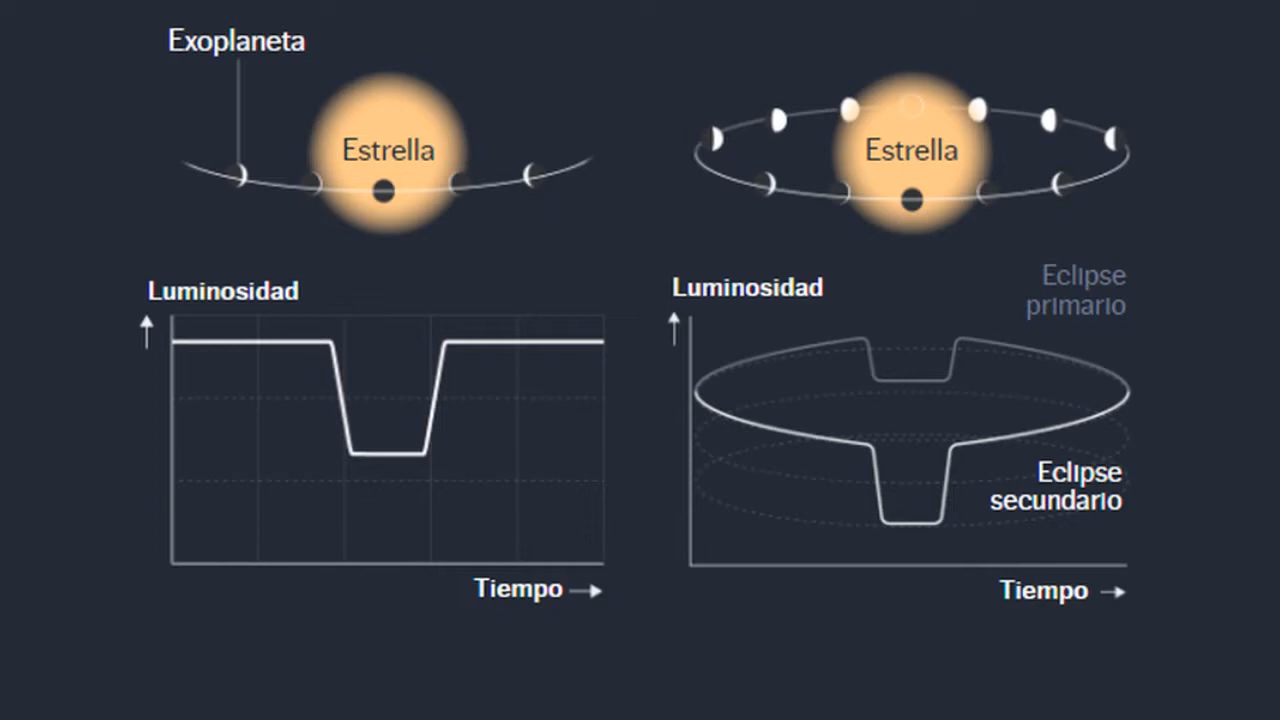 Exoplaneta
Estrella
Estrella
Luminosidad
Luminosidad
Eclipse
primario
Eclipse
secundario
Tiempo
Tiempo